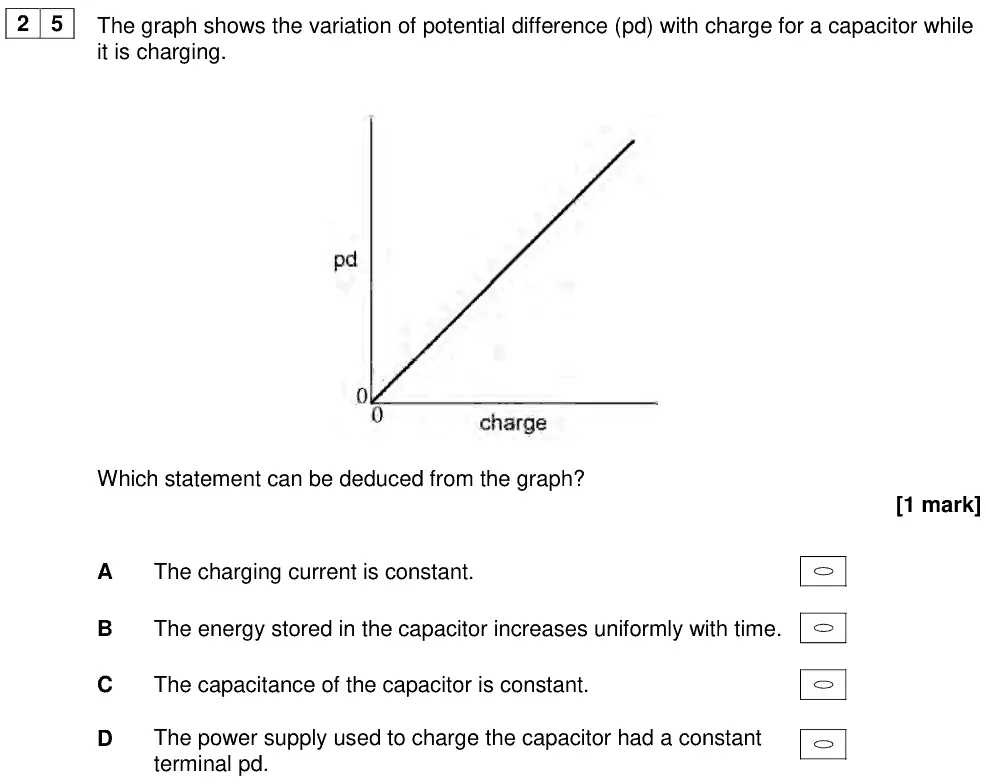 2 5 The graph shows the variation of potential difference (pd) with charge for a capacitor while
it is charging.
pd
0
0
charge
Which statement can be deduced from the graph?
[1 mark]
A The charging current is constant.
B The energy stored in the capacitor increases uniformly with time.
C The capacitance of the capacitor is constant.
D The power supply used to charge the capacitor had a constant
terminal pd.